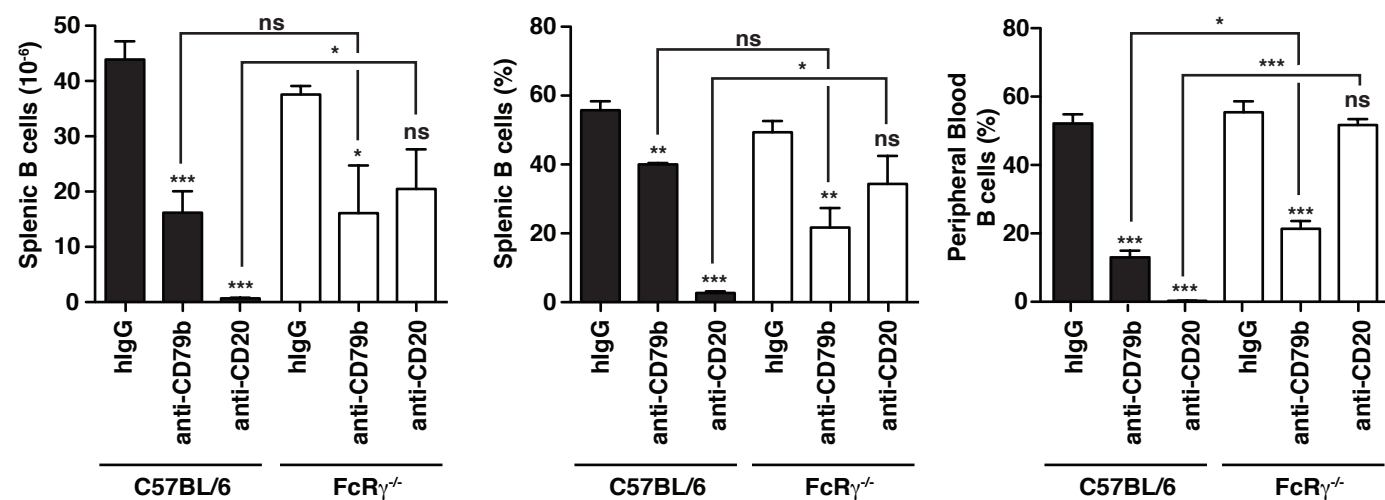 Splenic B cells (10⁻⁶)
50
40
30
20
10
0
ns
*
***
***
*
ns
hIgG
anti-CD79b
anti-CD20
hIgG
anti-CD79b
anti-CD20
C57BL/6
FcRγ⁻/⁻
Splenic B cells (%)
80
60
40
20
0
ns
*
**
***
**
ns
hIgG
anti-CD79b
anti-CD20
hIgG
anti-CD79b
anti-CD20
C57BL/6
FcRγ⁻/⁻
Peripheral Blood
B cells (%)
80
60
40
20
0
*
***
***
***
***
ns
hIgG
anti-CD79b
anti-CD20
hIgG
anti-CD79b
anti-CD20
C57BL/6
FcRγ⁻/⁻